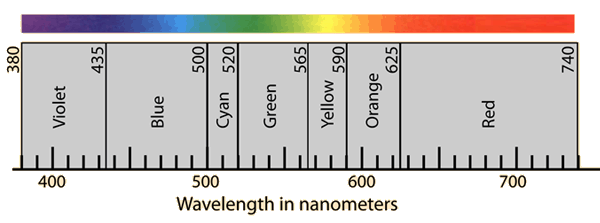 380 435 500 520 565 590 625 740
Violet Blue Cyan Green Yellow Orange Red
400 500 600 700
Wavelength in nanometers